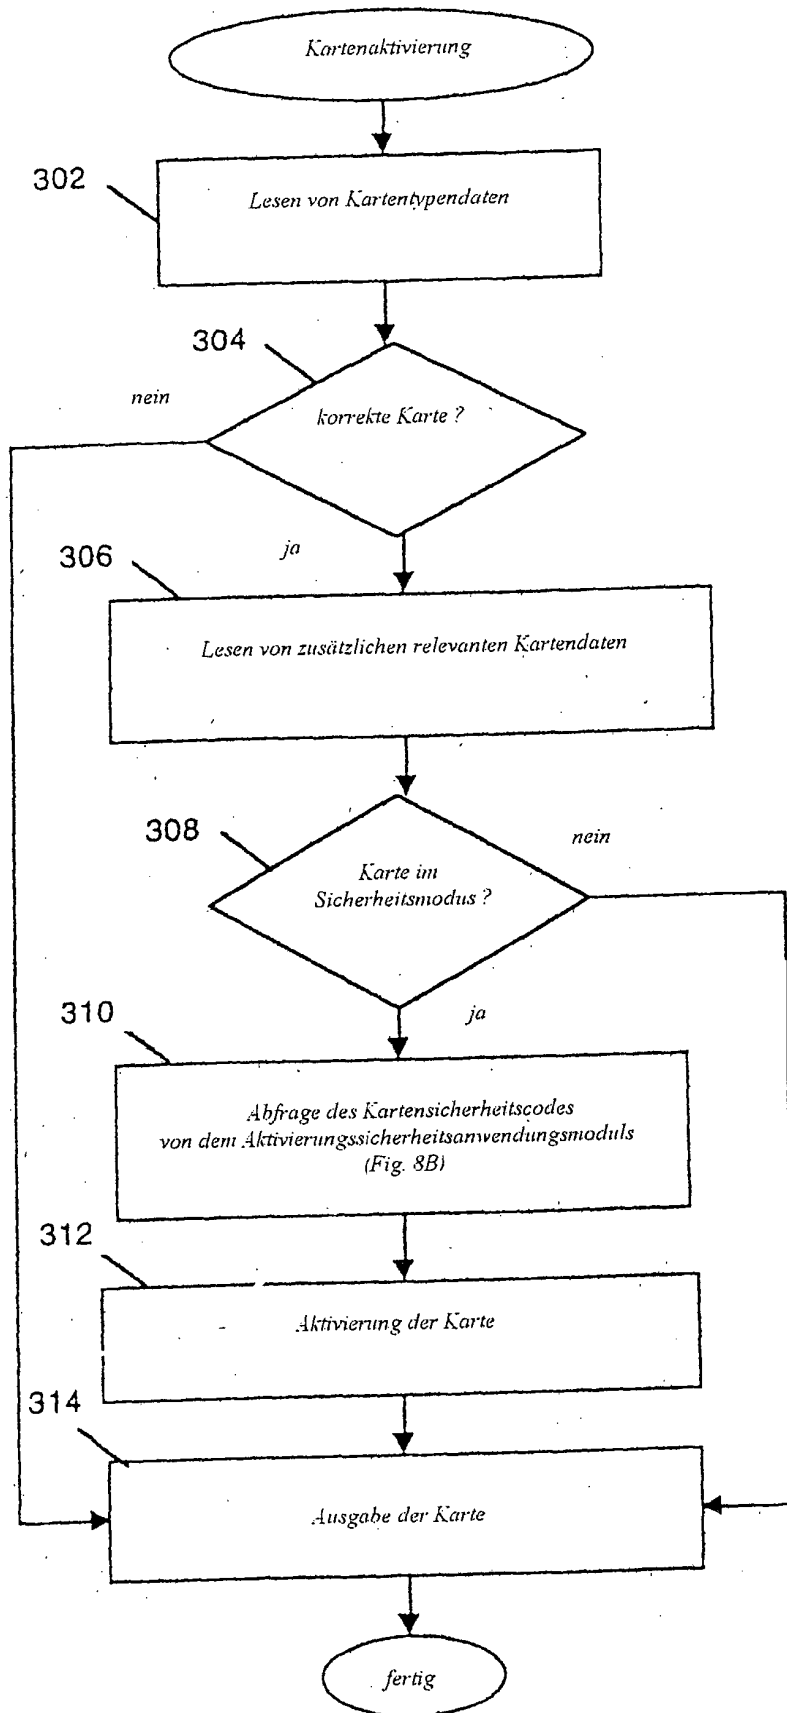 Kartenaktivierung
302
Lesen von Kartentypendaten
304
nein
korrekte Karte ?
ja
306
Lesen von zusätzlichen relevanten Kartendaten
308
nein
Karte im
Sicherheitsmodus ?
310
ja
Abfrage des Kartensicherheitscodes
von dem Aktivierungssicherheitsanwendungsmoduls
(Fig. 8B)
312
Aktivierung der Karte
314
Ausgabe der Karte
fertig